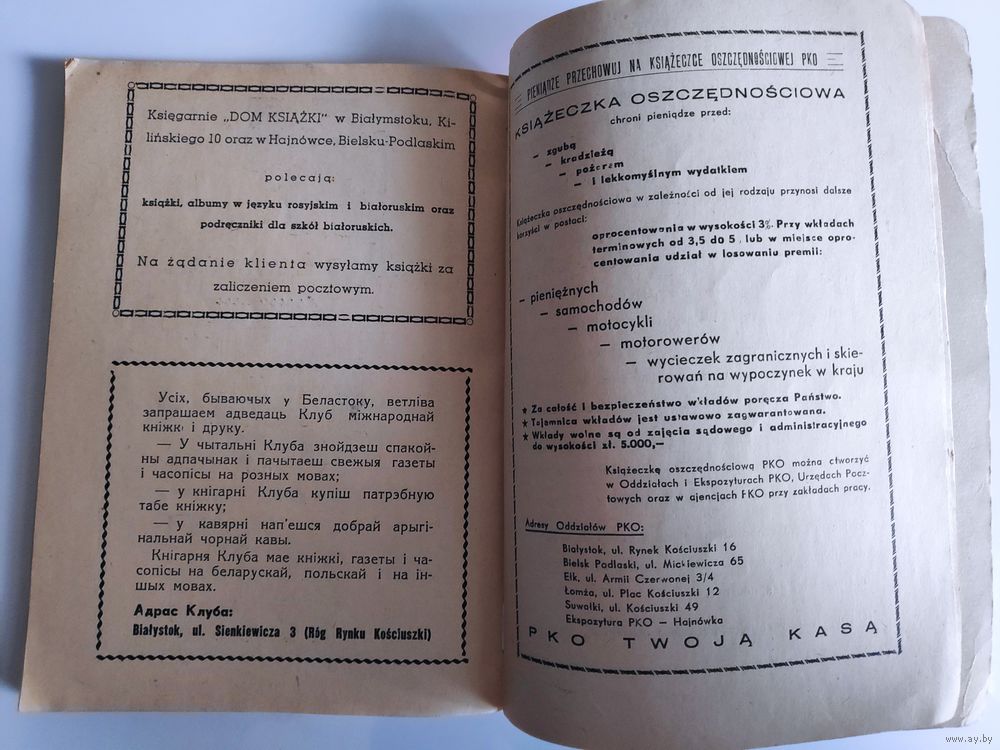 Księgarnie „DOM KSIĄŻKI" w Białymstoku, Ki-
lińskiego 10 oraz w Hajnówce, Bielsku-Podlaskim
polecają:
książki, albumy w języku rosyjskim i białoruskim oraz
podręczniki dla szkół białoruskich.
Na żądanie klienta wysyłamy książki za
zaliczeniem pocztowym.
Усіх, бываючых у Беластоку, ветліва
запрашаем адведаць Клуб міжнароднай
кніжкі і друку.
— У чытальні Клуба знойдзеш спакой-
ны адпачынак і пачытаеш свежыя газеты
і часопісы на розных мовах;
— у кнігарні Клуба купіш патрэбную
табе кніжку;
— у кавярні нап'ешся добрай арыгі-
нальнай чорнай кавы.
Кнігарня Клуба мае кніжкі, газеты і ча-
сопісы на беларускай, польскай і на ін-
шых мовах.
Адрас Клуба:
Białystok, ul. Sienkiewicza 3 (Róg Rynku Kościuszki)
PIENIĄDZE PRZECHOWUJ NA KSIĄŻECZCE OSZCZĘDNOŚCIOWEJ PKO
KSIĄŻECZKA OSZCZĘDNOŚCIOWA
chroni pieniądze przed:
— zgubą
— kradzieżą
— pożarem
— i lekkomyślnym wydatkiem
Książeczka oszczędnościowa w zależności od jej rodzaju przynosi dalsze
korzyści w postaci:
oprocentowania w wysokości 3%. Przy wkładach
terminowych od 3,5 do 5 , lub w miejsce opro-
centowania udział w losowaniu premii:
— pieniężnych
— samochodów
— motocykli
— motorowerów
— wycieczek zagranicznych i skie-
rowań na wypoczynek w kraju
★ Za całość i bezpieczeństwo wkładów poręcza Państwo.
★ Tajemnica wkładów jest ustawowo zagwarantowana.
★ Wkłady wolne są od zajęcia sądowego i administracyjnego
do wysokości zł. 5.000,—
Książeczkę oszczędnościową PKO można otworzyć
w Oddziałach i Ekspozyturach PKO, Urzędach Pocz-
towych oraz w ajencjach PKO przy zakładach pracy.
Adresy Oddziałów PKO:
Białystok, ul. Rynek Kościuszki 16
Bielsk Podlaski, ul. Mickiewicza 65
Ełk, ul. Armii Czerwonej 3/4
Łomża, ul. Plac Kościuszki 12
Suwałki, ul. Kościuszki 49
Ekspozytura PKO — Hajnówka
PKO TWOJĄ KASĄ
www.ay.by